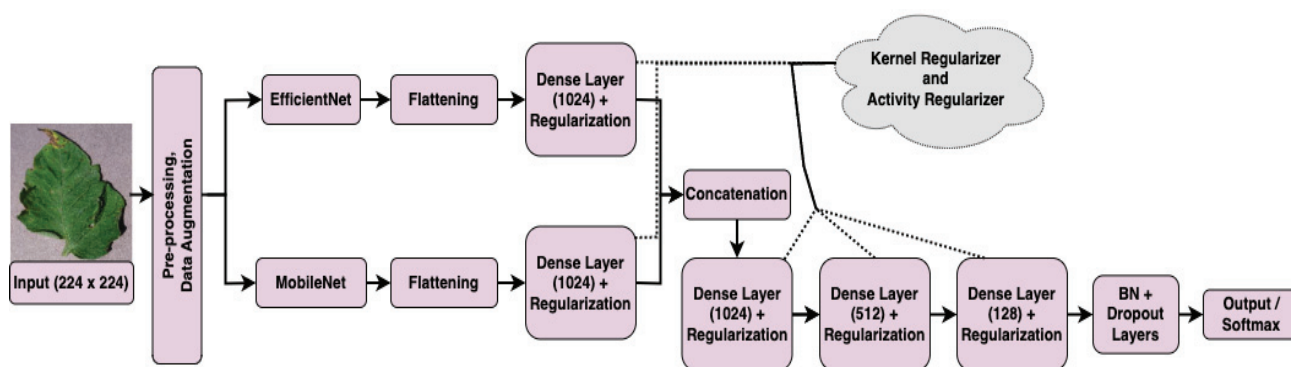 Input (224 x 224)
Pre-processing,
Data Augmentation
EfficientNet
Flattening
Dense Layer
(1024) +
Regularization
MobileNet
Flattening
Dense Layer
(1024) +
Regularization
Kernel Regularizer
and
Activity Regularizer
Concatenation
Dense Layer
(1024) +
Regularization
Dense Layer
(512) +
Regularization
Dense Layer
(128) +
Regularization
BN +
Dropout
Layers
Output /
Softmax